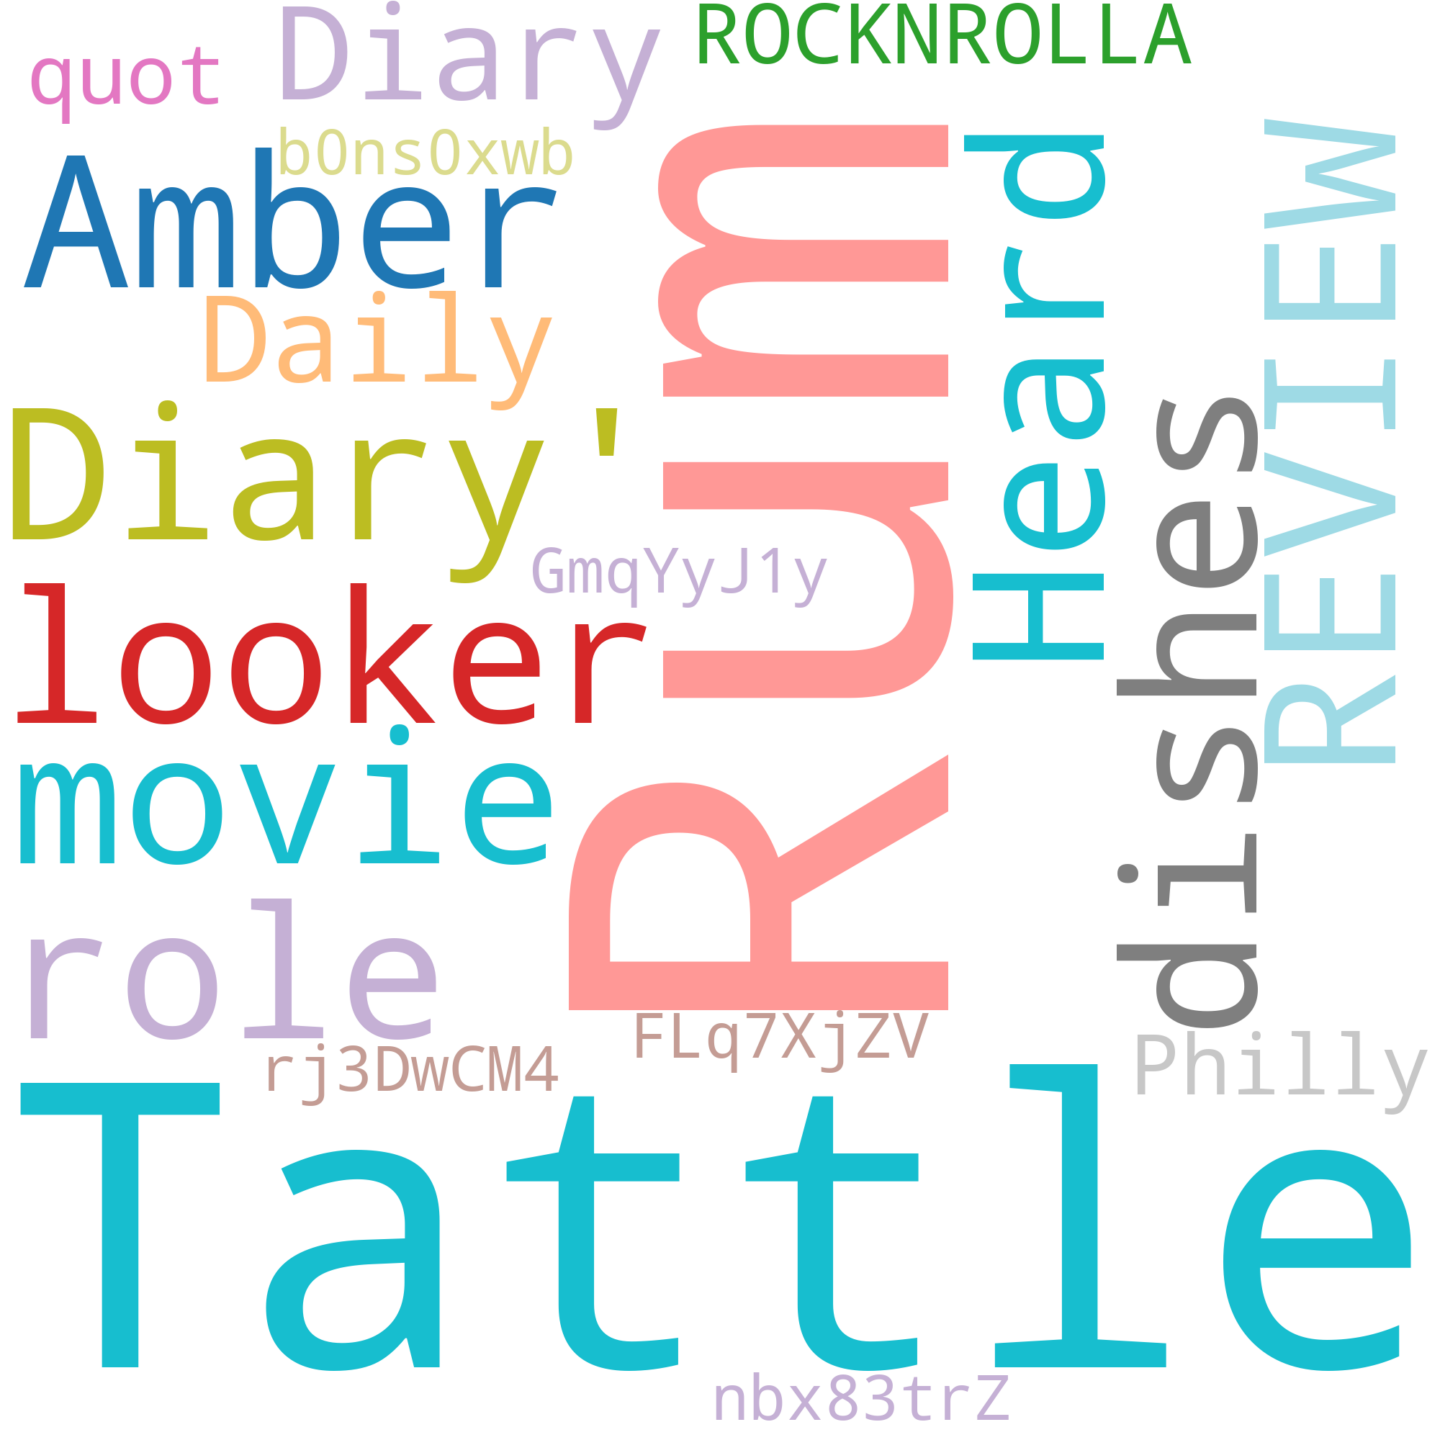 quot
Diary
ROCKNROLLA
b0ns0xwb
Amber
Daily
Diary'
looker
movie
role
Rum
Heard
REVIEW
dishes
GmqYyJ1y
FLq7XjZV
rj3DwCM4
Philly
Tattle
nbx83trZ